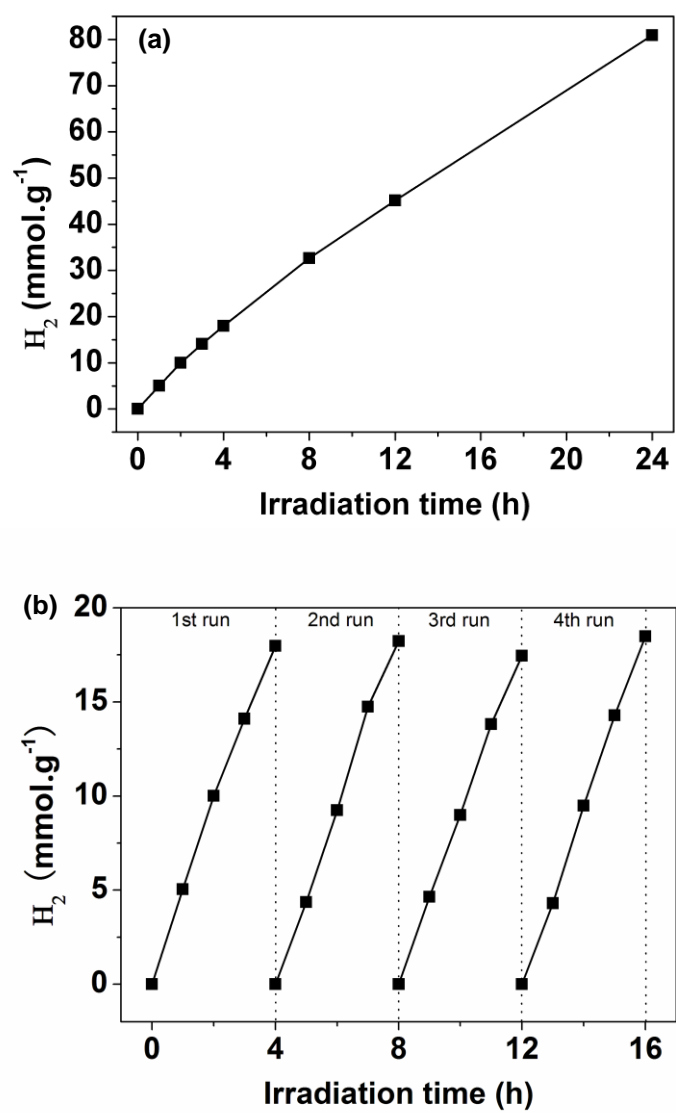 (a)
80
70
60
50
40
30
20
10
0
H₂ (mmol.g⁻¹)
0 4 8 12 16 20 24
Irradiation time (h)
(b)
20
15
10
5
0
H₂ (mmol.g⁻¹)
1st run 2nd run 3rd run 4th run
0 4 8 12 16
Irradiation time (h)